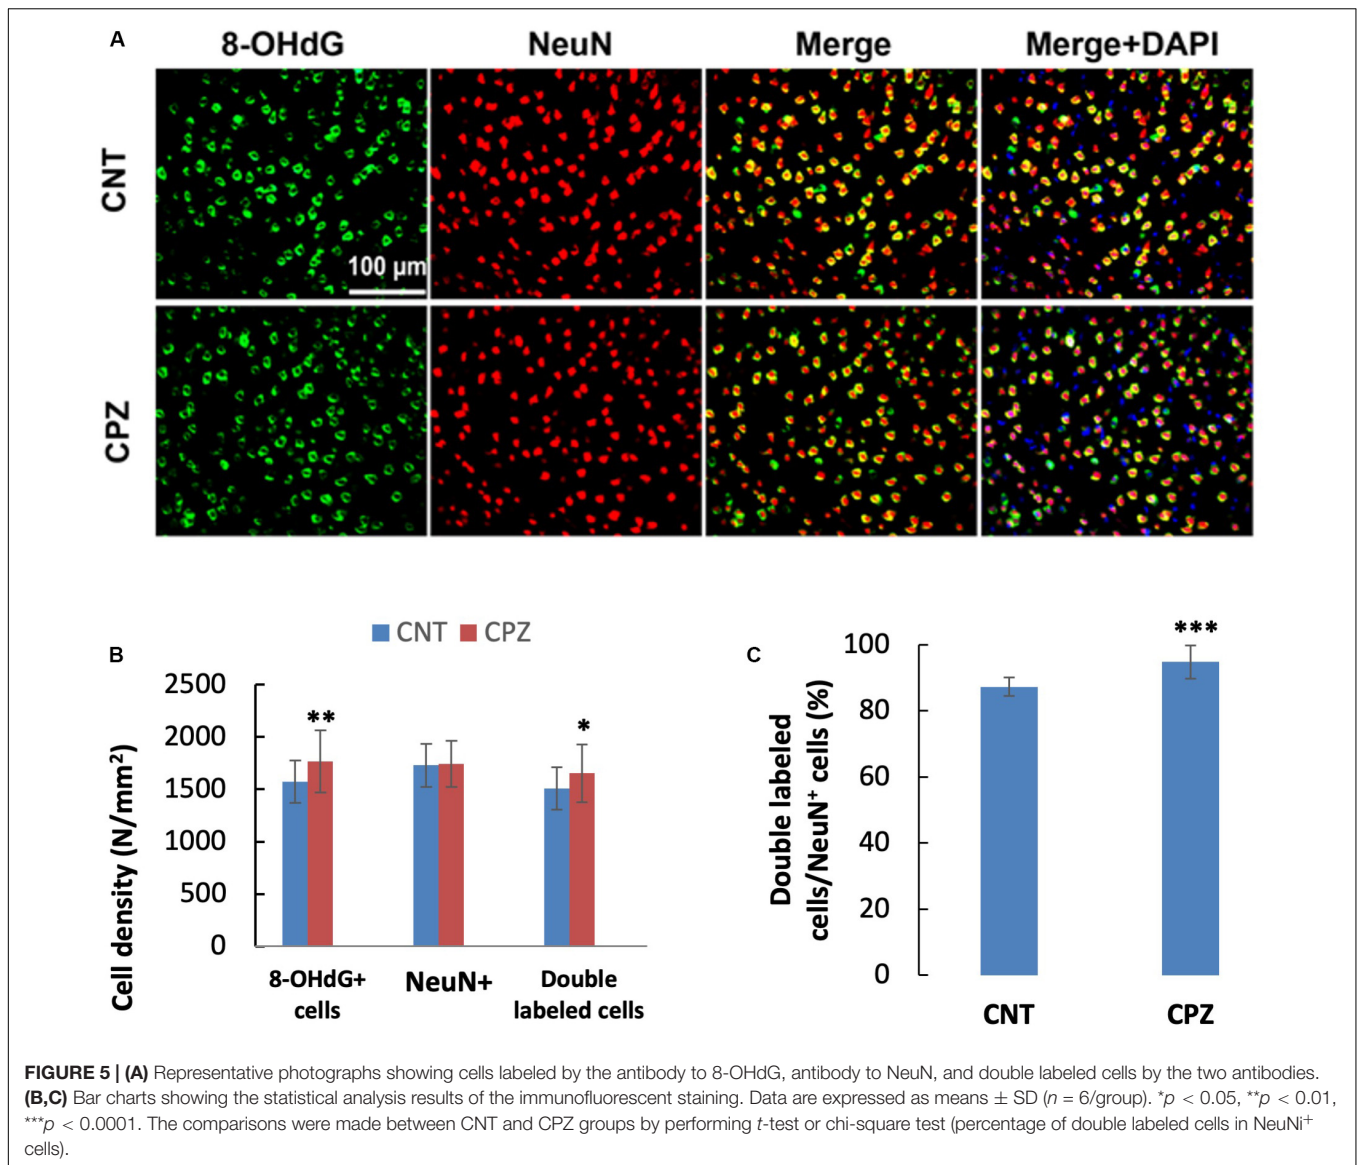 A
8-OHdG NeuN Merge Merge+DAPI
CNT
100 µm
CPZ
CNT CPZ
B
Cell density (N/mm²)
2500
2000
1500
1000
500
0
** *
8-OHdG+ cells
NeuN+
Double labeled cells
C
Double labeled
cells/NeuN⁺ cells (%)
100
80
60
40
20
0
***
CNT CPZ
FIGURE 5 | (A) Representative photographs showing cells labeled by the antibody to 8-OHdG, antibody to NeuN, and double labeled cells by the two antibodies.
(B,C) Bar charts showing the statistical analysis results of the immunofluorescent staining. Data are expressed as means ± SD (n = 6/group). *p < 0.05, **p < 0.01,
***p < 0.0001. The comparisons were made between CNT and CPZ groups by performing t-test or chi-square test (percentage of double labeled cells in NeuNi⁺
cells).